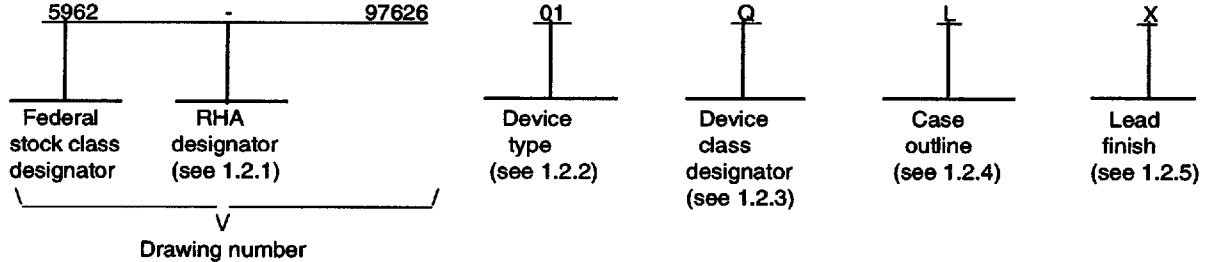 5962 - 97626 01 Q L X
Federal stock class designator
RHA designator (see 1.2.1)
Device type (see 1.2.2)
Device class designator (see 1.2.3)
Case outline (see 1.2.4)
Lead finish (see 1.2.5)
Drawing number